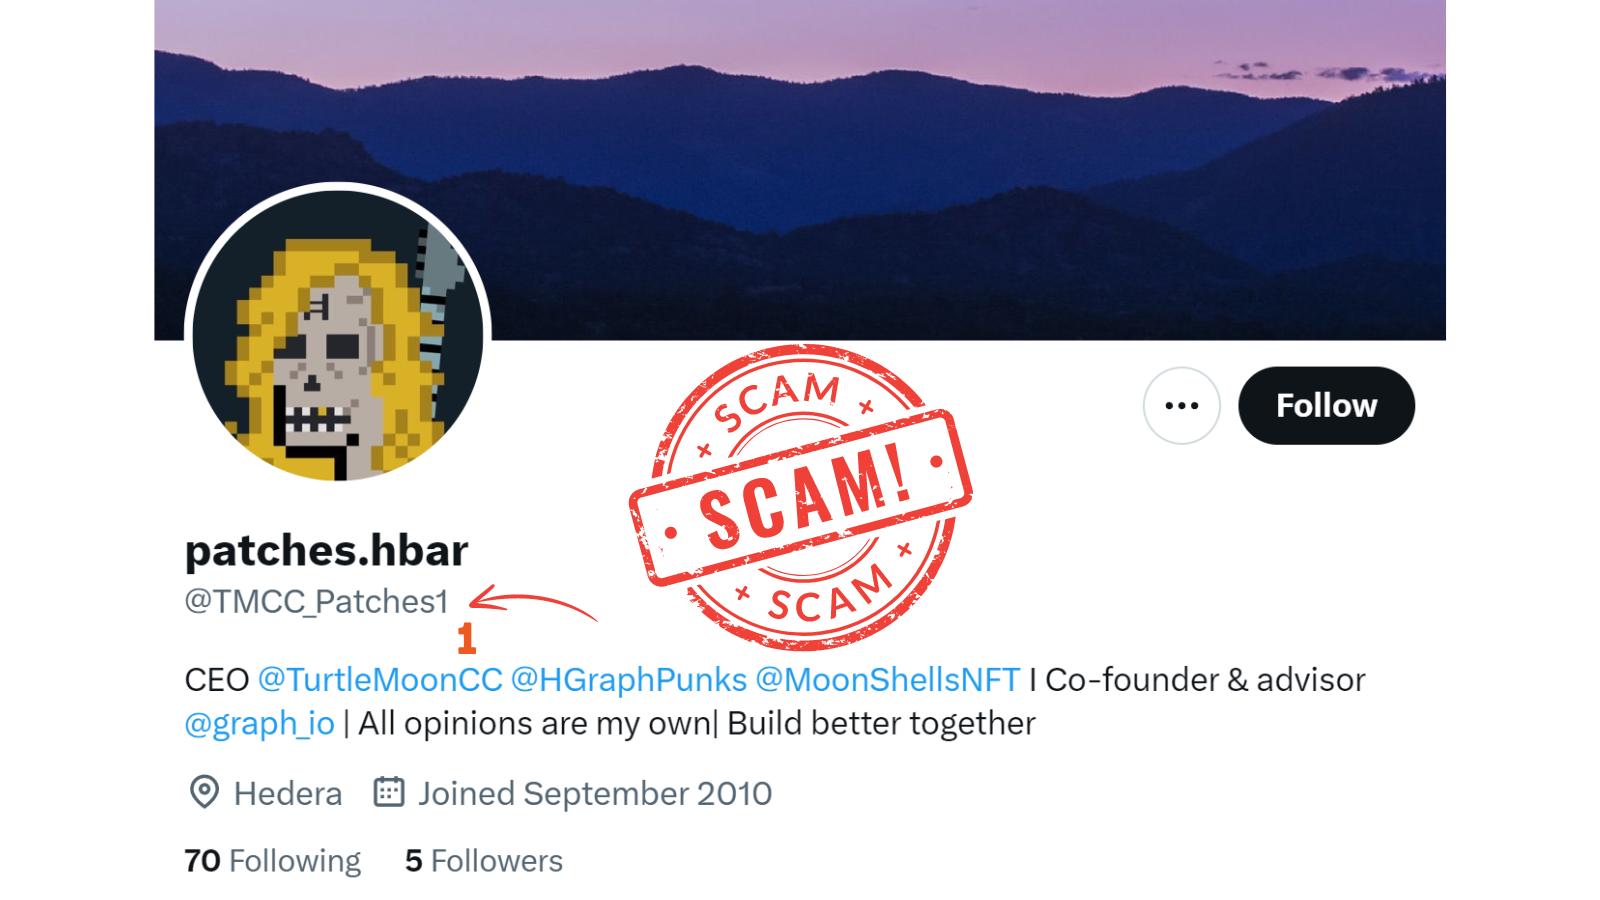 SCAM
SCAM!
SCAM
Follow
patches.hbar
@TMCC_Patches1
1
CEO @TurtleMoonCC @HGraphPunks @MoonShellsNFT I Co-founder & advisor
@graph_io | All opinions are my own| Build better together
Hedera Joined September 2010
70 Following 5 Followers